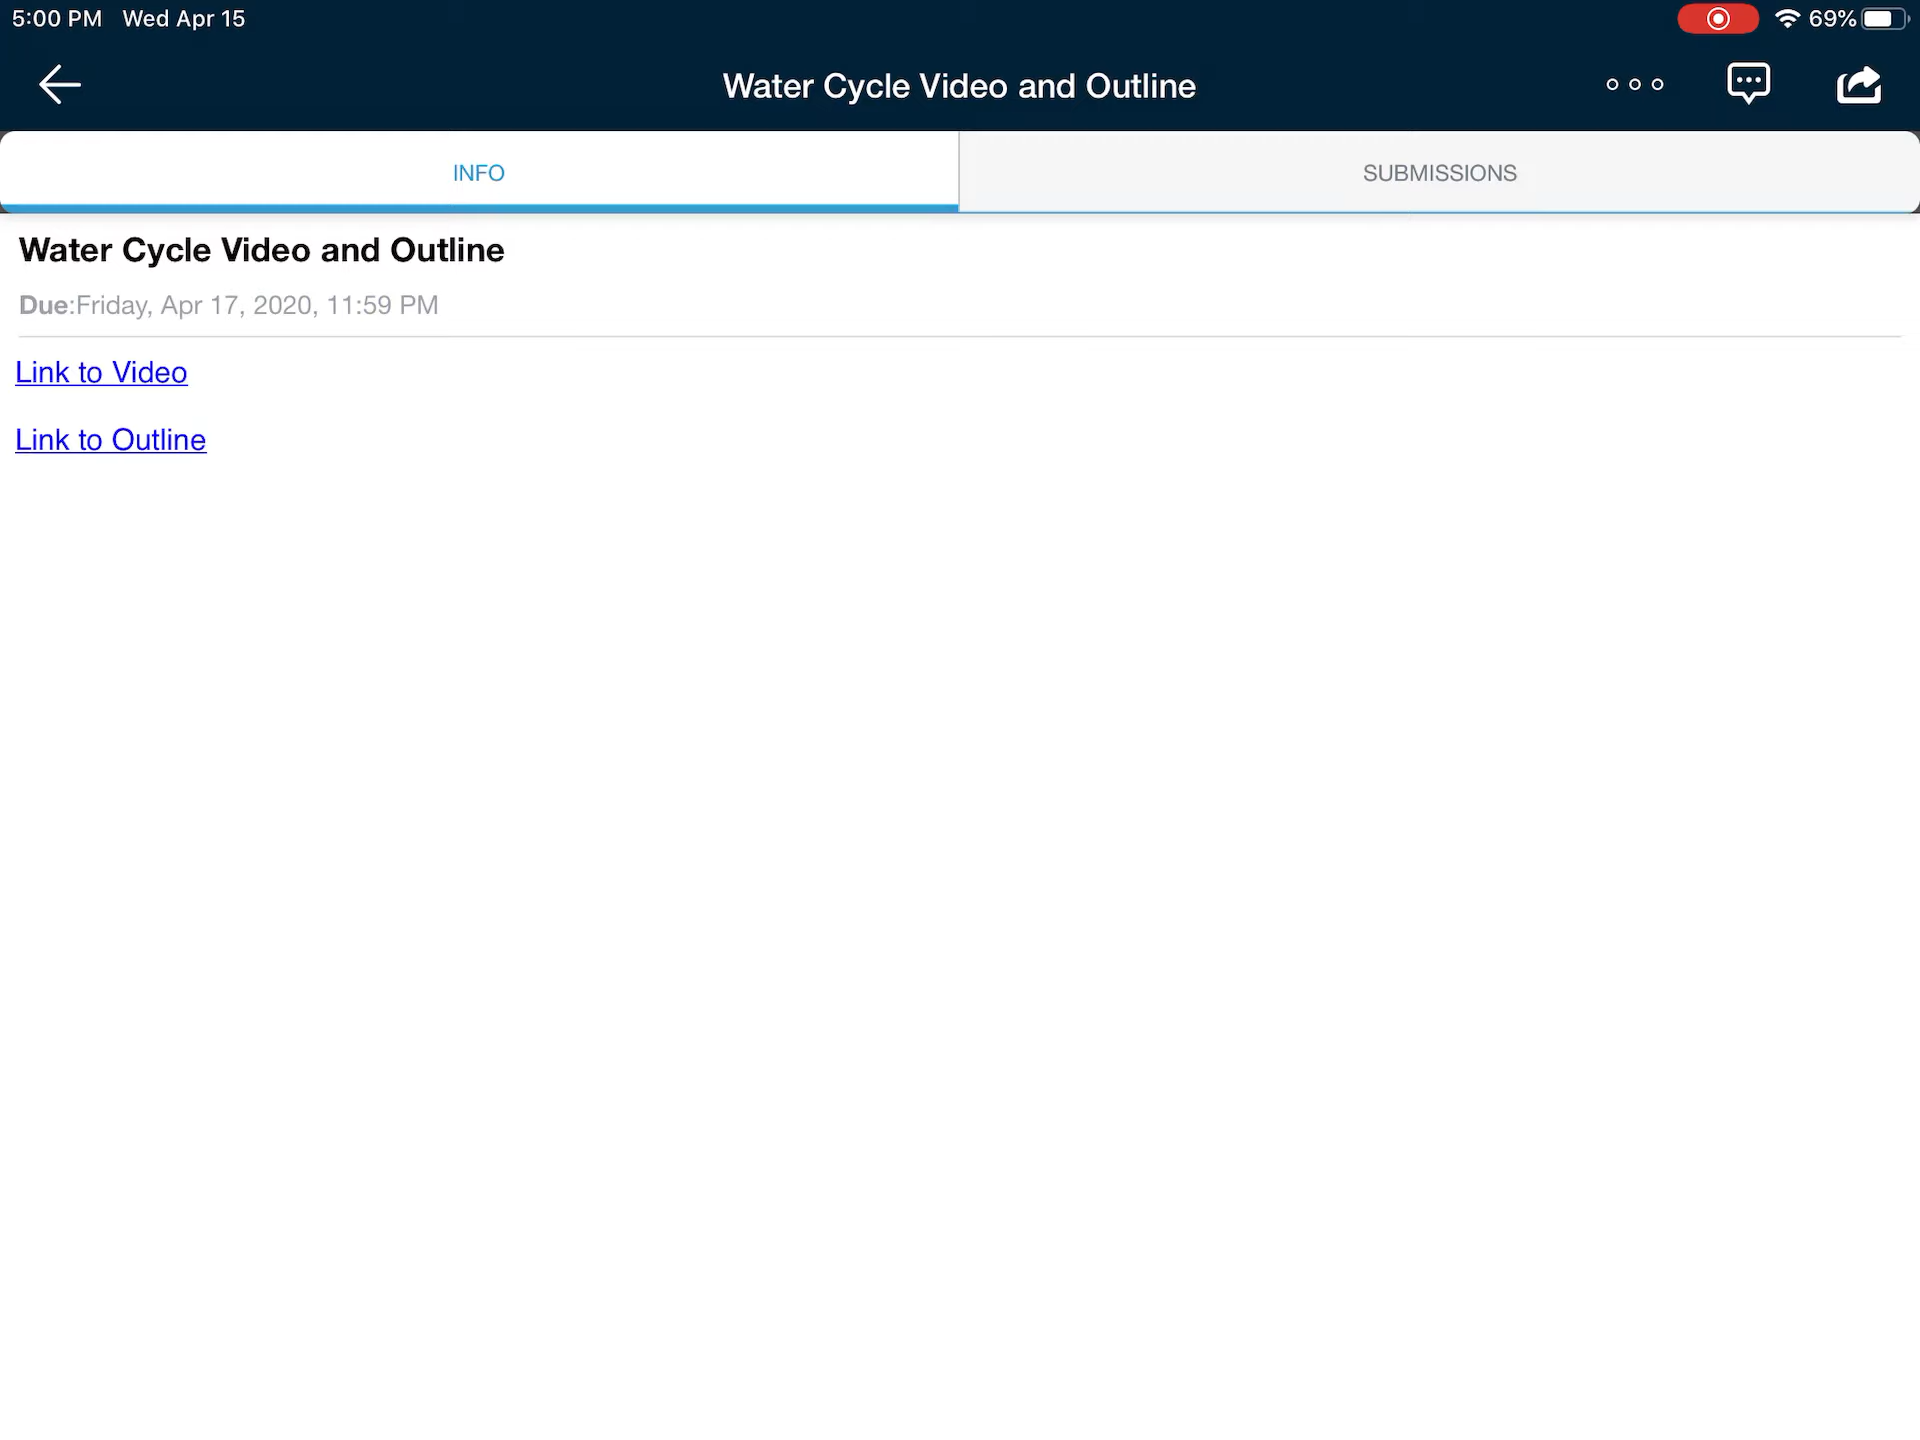 5:00 PM Wed Apr 15
69%
Water Cycle Video and Outline
INFO
SUBMISSIONS
Water Cycle Video and Outline
Due:Friday, Apr 17, 2020, 11:59 PM
Link to Video
Link to Outline